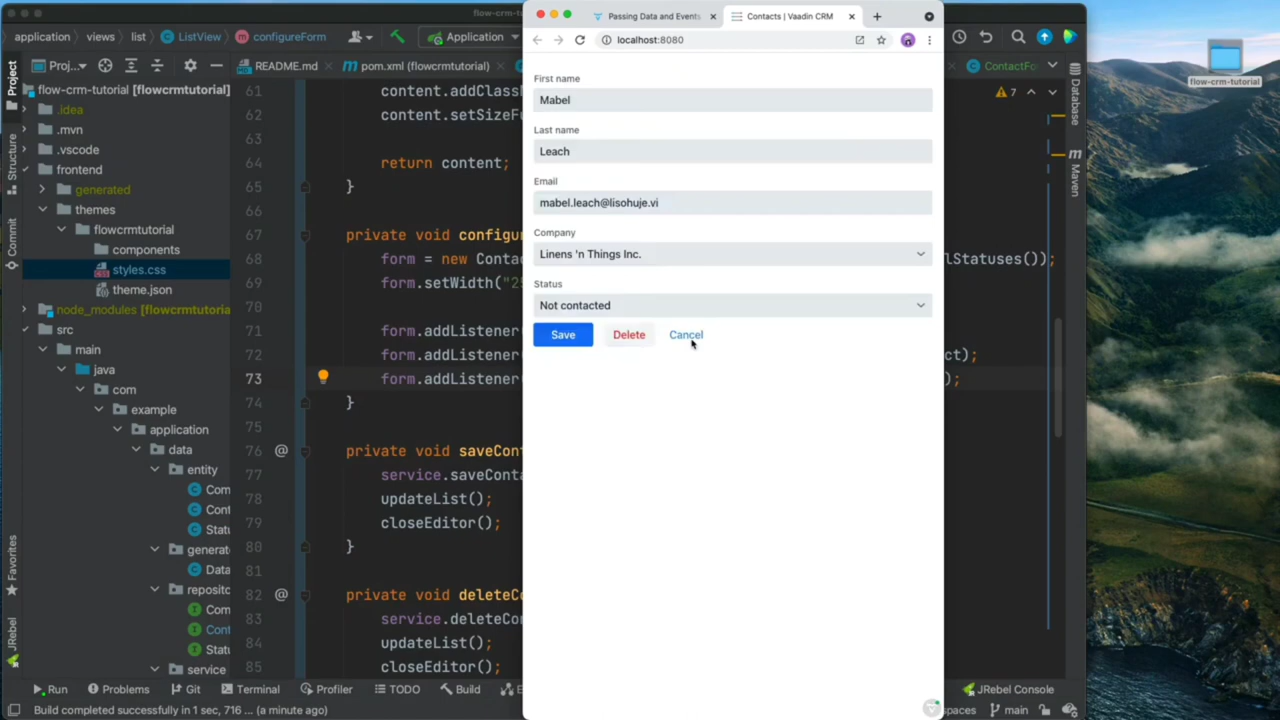 flow-crm-tu
Passing Data and Events
Contacts | Vaadin CRM
application
views
list
ListView
configureForm
Application
localhost:8080
flow-crm-tutorial
Project
Proj...
README.md
pom.xml (flowcrmtutorial)
ContactFo
flow-crm-tutorial [flowcrmtutorial]
.idea
.mvn
.vscode
frontend
generated
themes
flowcrmtutorial
components
styles.css
theme.json
node_modules (flowcrmtutoria
src
main
java
com
example
application
data
entity
Com
Cont
Statu
generat
Data
reposito
Com
Cont
Statu
service
Structure
Commit
Favorites
JRebel
61 content.addClassN
62 content.setSizeFu
63
64 return content;
65 }
66
67 private void configu
68 form = new Conta
lStatuses());
69 form.setWidth("25
70
71 form.addListener(
72 form.addListener(
ct);
73 form.addListener(
);
74 }
75
76 @ private void saveCont
77 service.saveConta
78 updateList();
79 closeEditor();
80 }
81
82 @ private void deleteCo
83 service.deleteCon
84 updateList();
85 closeEditor();
7
Database
Maven
First name
Mabel
Last name
Leach
Email
mabel.leach@lisohuje.vi
Company
Linens 'n Things Inc.
Status
Not contacted
Save
Delete
Cancel
Run
Problems
Git
Terminal
Profiler
TODO
Build
JRebel Console
Build completed successfully in 1 sec, 716 ... (a minute ago)
spaces
main